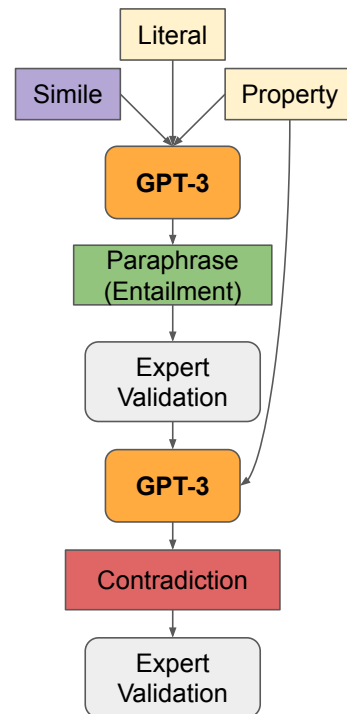 Literal
Simile
Property
GPT-3
Paraphrase
(Entailment)
Expert
Validation
GPT-3
Contradiction
Expert
Validation